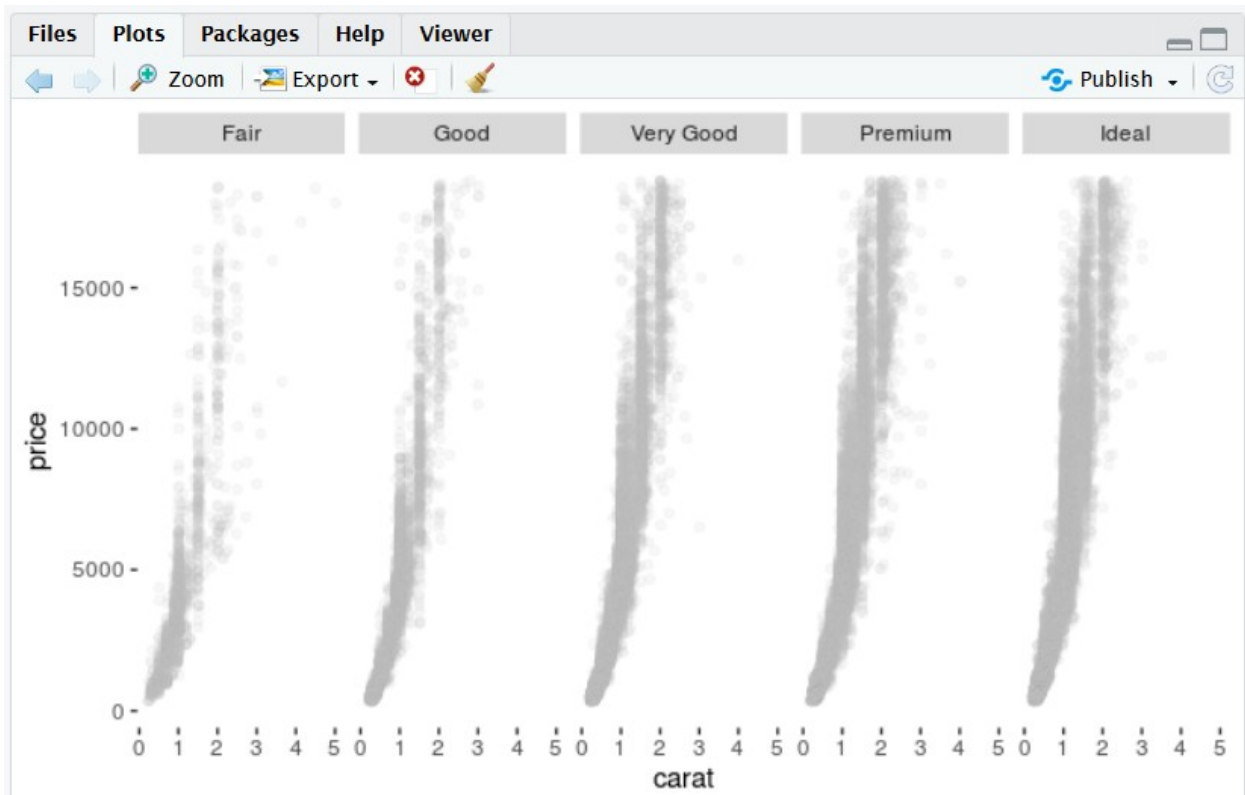 Files Plots Packages Help Viewer
Zoom Export Publish
Fair Good Very Good Premium Ideal
15000
10000
5000
0
price
0 1 2 3 4 5 0 1 2 3 4 5 0 1 2 3 4 5 0 1 2 3 4 5 0 1 2 3 4 5
carat